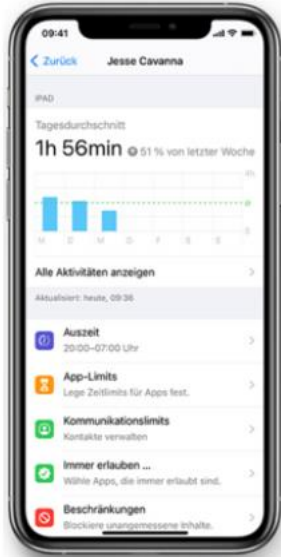 09:41
Zurück Jesse Cavanna
IPAD
Tagesdurchschnitt
1h 56min 51 % von letzter Woche
4h
M D M D F S S
Alle Aktivitäten anzeigen
Aktualisiert: heute, 09:36
Auszeit
20:00–07:00 Uhr
App-Limits
Lege Zeitlimits für Apps fest.
Kommunikationslimits
Kontakte verwalten
Immer erlauben ...
Wähle Apps, die immer erlaubt sind.
Beschränkungen
Blockiere unangemessene Inhalte.